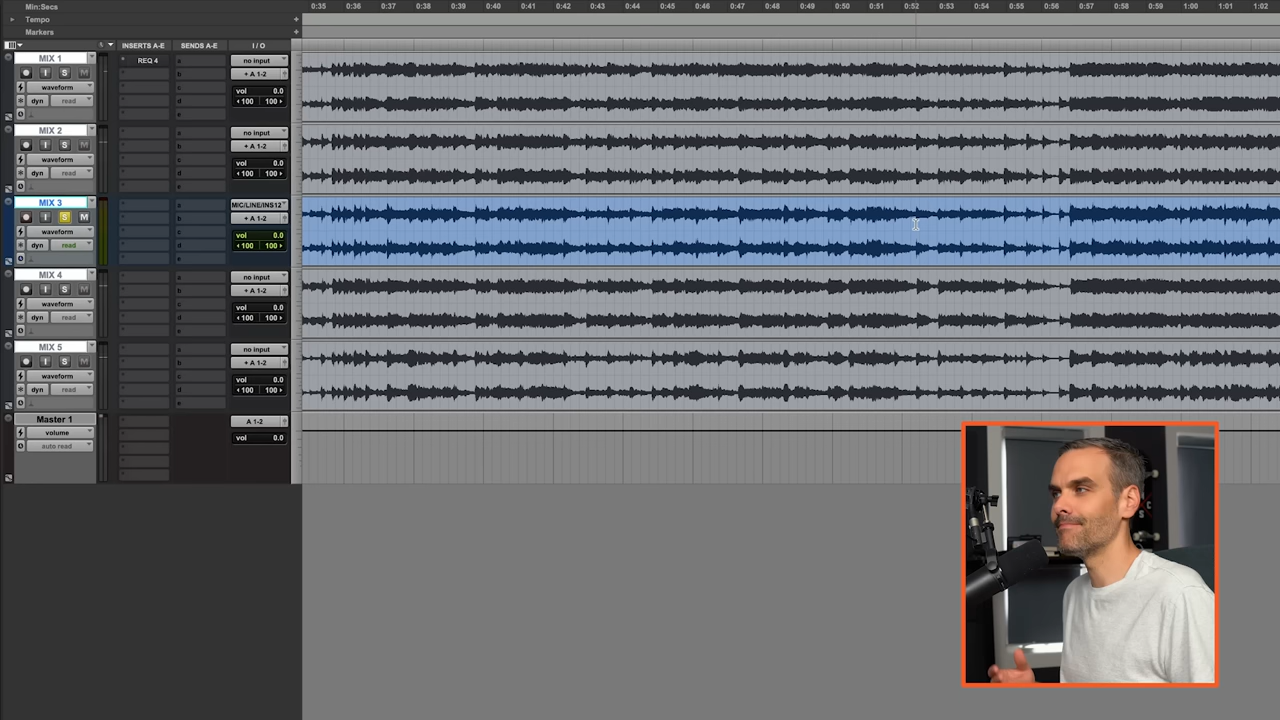 Min:Secs 0:35 0:36 0:37 0:38 0:39 0:40 0:41 0:42 0:43 0:44 0:45 0:46 0:47 0:48 0:49 0:50 0:51 0:52 0:53 0:54 0:55 0:56 0:57 0:58 0:59 1:00 1:01 1:02
Tempo +
Markers +
INSERTS A-E SENDS A-E I / O
MIX 1 REQ 4 a no input
I S M b + A 1-2
waveform c vol 0.0
dyn read d 100 100
e
MIX 2 a no input
I S M b + A 1-2
waveform c vol 0.0
dyn read d 100 100
e
MIX 3 a MIC/LINE/INS12
I S M b + A 1-2
waveform c vol 0.0
dyn read d 100 100
e
MIX 4 a no input
I S M b + A 1-2
waveform c vol 0.0
dyn read d 100 100
e
MIX 5 a no input
I S M b + A 1-2
waveform c vol 0.0
dyn read d 100 100
e
Master 1 A 1-2
volume vol 0.0
auto read